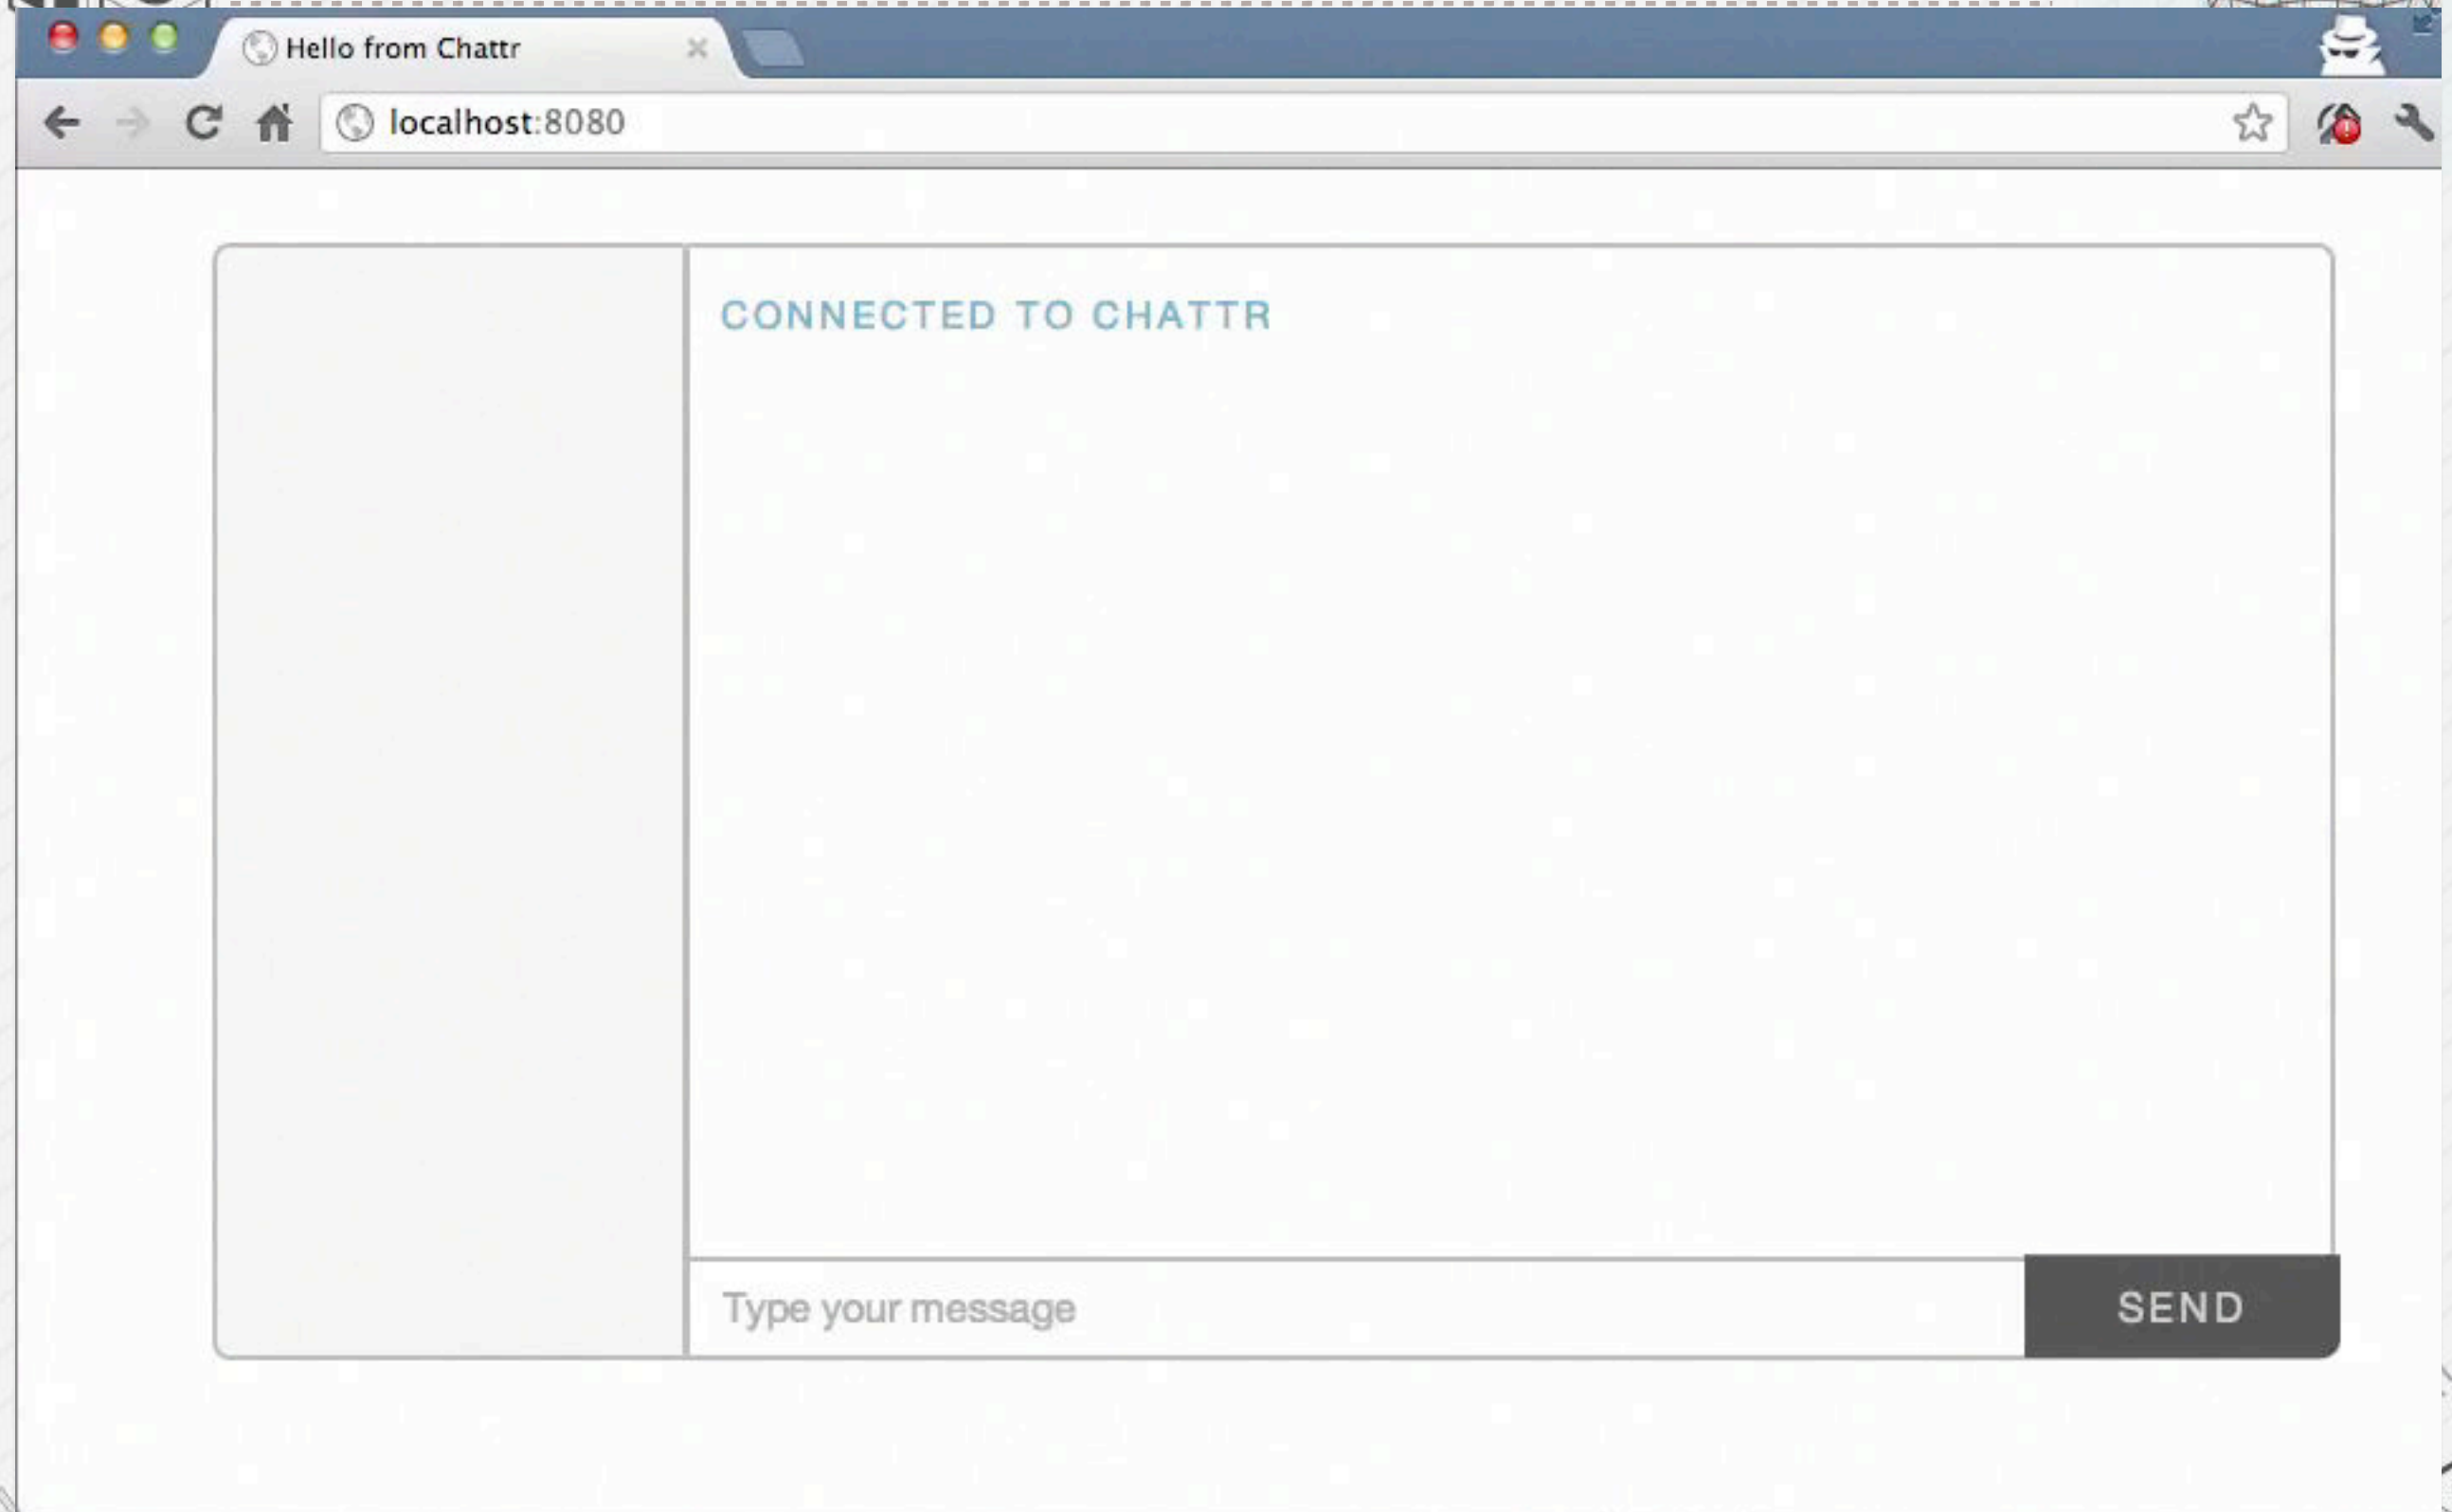 Hello from Chattr
localhost:8080
CONNECTED TO CHATTR
Type your message
SEND